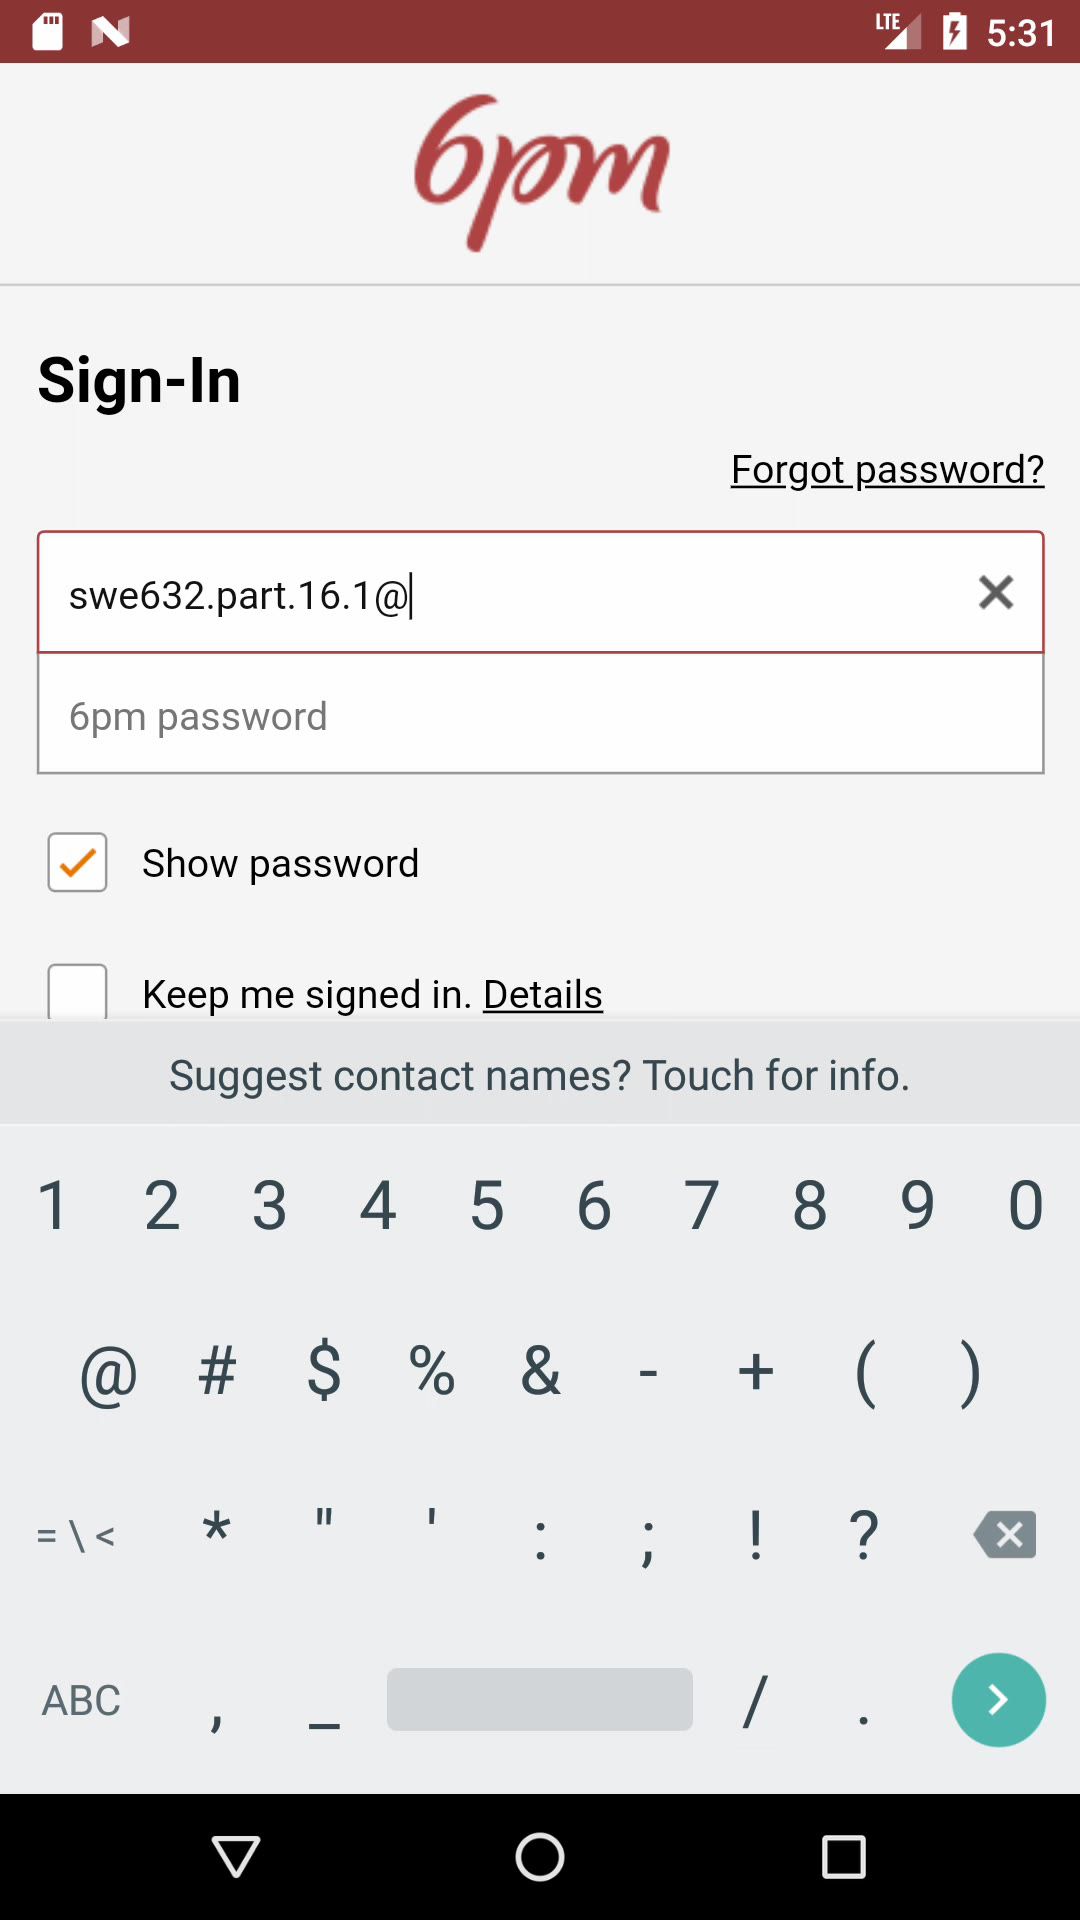 LTE 5:31
6pm
Sign-In
Forgot password?
swe632.part.16.1@
6pm password
Show password
Keep me signed in. Details
Suggest contact names? Touch for info.
1 2 3 4 5 6 7 8 9 0
@ # $ % & - + ( )
= \ < * " ' : ; ! ?
ABC , _ / .